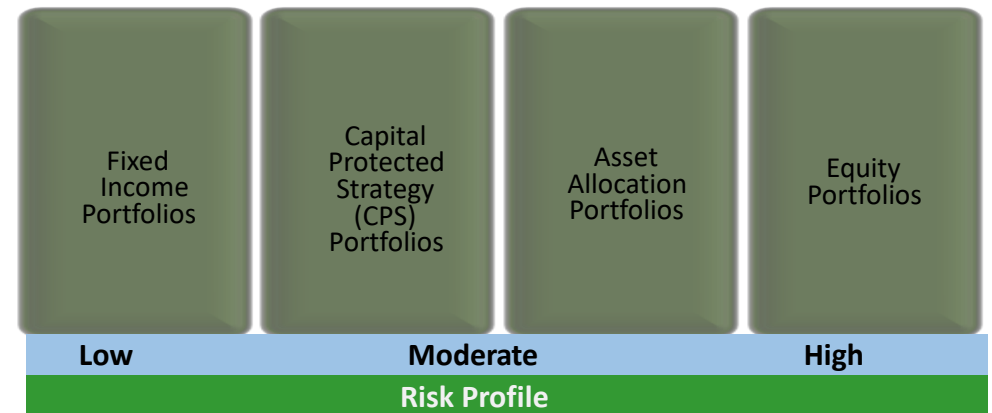 Fixed
Income
Portfolios
Capital
Protected
Strategy
(CPS)
Portfolios
Asset
Allocation
Portfolios
Equity
Portfolios
Low
Moderate
High
Risk Profile